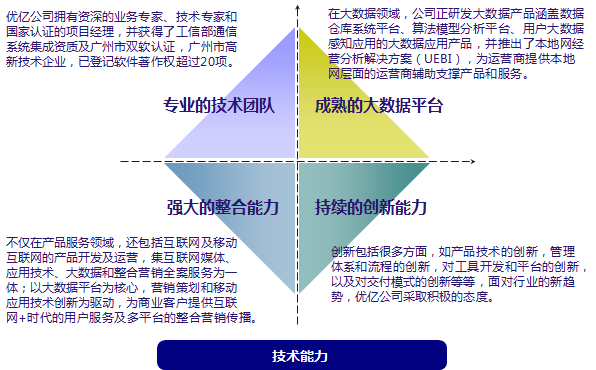 优亿公司拥有资深的业务专家、技术专家和
国家认证的项目经理，并获得了工信部通信
系统集成资质及广州市双软认证，广州市高
新技术企业，已登记软件著作权超过20项。
在大数据领域，公司正研发大数据产品涵盖数据
仓库系统平台、算法模型分析平台、用户大数据
感知应用的大数据应用产品，并推出了本地网经
营分析解决方案（UEBI），为运营商提供本地
网层面的运营商辅助支撑产品和服务。
专业的技术团队
成熟的大数据平台
强大的整合能力
持续的创新能力
不仅在产品服务领域，还包括互联网及移动
互联网的产品开发及运营，集互联网媒体、
应用技术、大数据和整合营销全案服务为一
体；以大数据平台为核心，营销策划和移动
应用技术创新为驱动，为商业客户提供互联
网+时代的用户服务及多平台的整合营销传播。
创新包括很多方面，如产品技术的创新，管理
体系和流程的创新，对工具开发和平台的创新，
以及对交付模式的创新等等，面对行业的新趋
势，优亿公司采取积极的态度。
技术能力